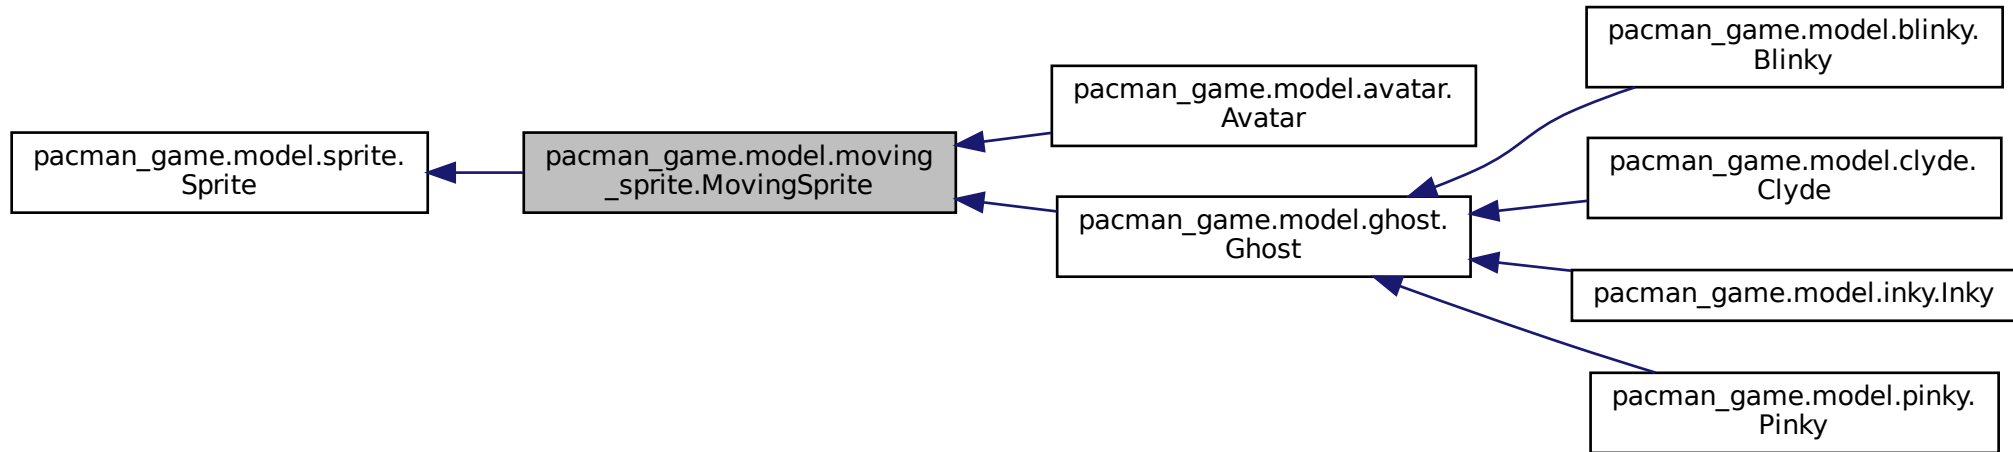 pacman_game.model.sprite.
Sprite
pacman_game.model.moving
_sprite.MovingSprite
pacman_game.model.avatar.
Avatar
pacman_game.model.ghost.
Ghost
pacman_game.model.blinky.
Blinky
pacman_game.model.clyde.
Clyde
pacman_game.model.inky.Inky
pacman_game.model.pinky.
Pinky